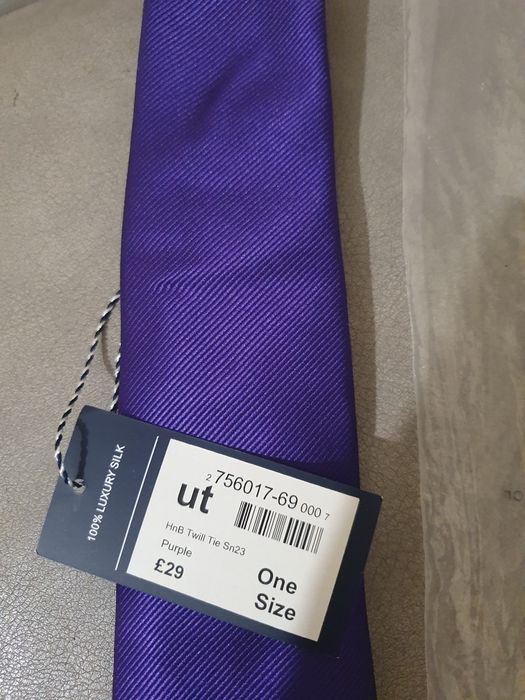 100% LUXURY SILK
2 756017-69 000 7
ut
HnB Twill Tie Sn23
Purple
£29
One
Size